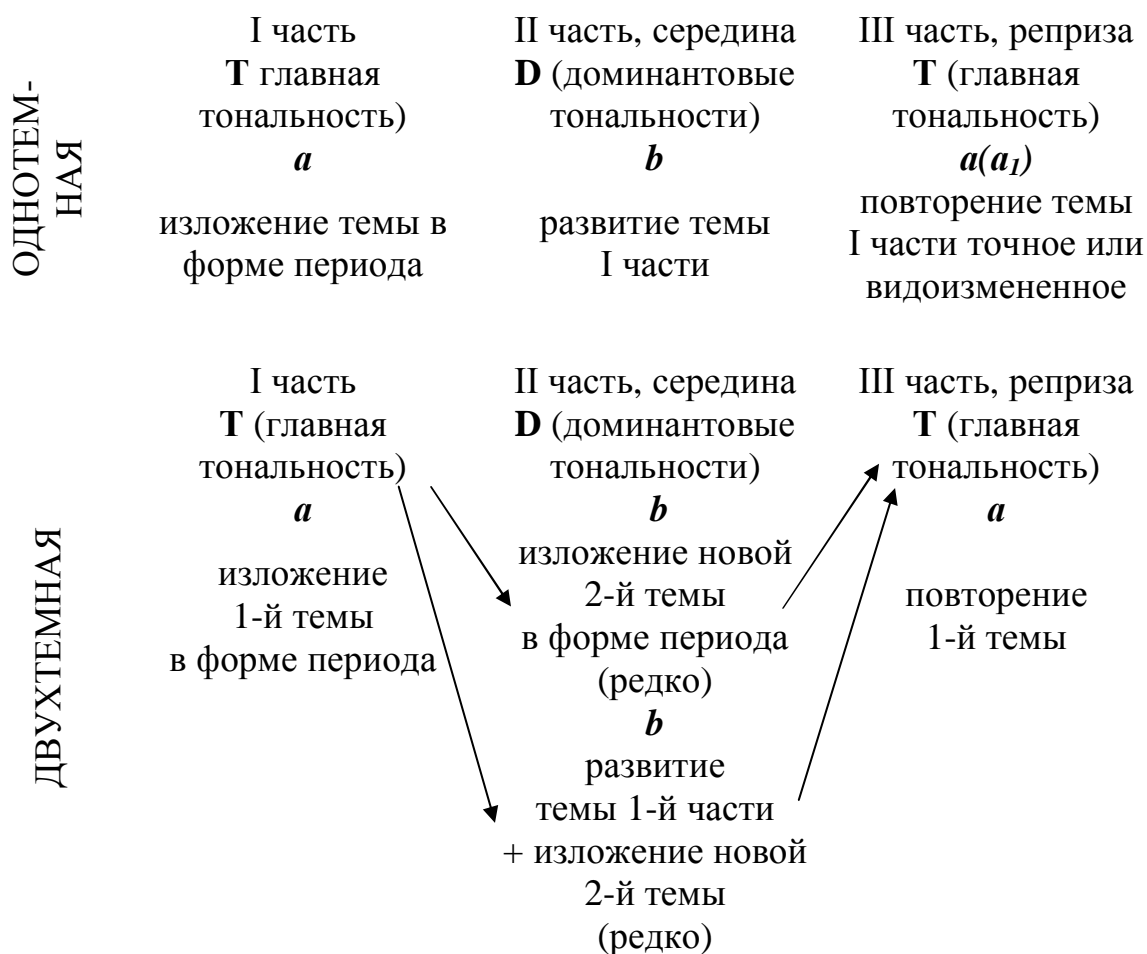 ОДНОТЕМ-
НАЯ
I часть
T главная
тональность)
a
изложение темы в
форме периода
II часть, середина
D (доминантовые
тональности)
b
развитие темы
I части
III часть, реприза
T (главная
тональность)
a(a₁)
повторение темы
I части точное или
видоизмененное
ДВУХТЕМНАЯ
I часть
T (главная
тональность)
a
изложение
1-й темы
в форме периода
II часть, середина
D (доминантовые
тональности)
b
изложение новой
2-й темы
в форме периода
(редко)
b
развитие
темы 1-й части
+ изложение новой
2-й темы
(редко)
III часть, реприза
T (главная
тональность)
a
повторение
1-й темы